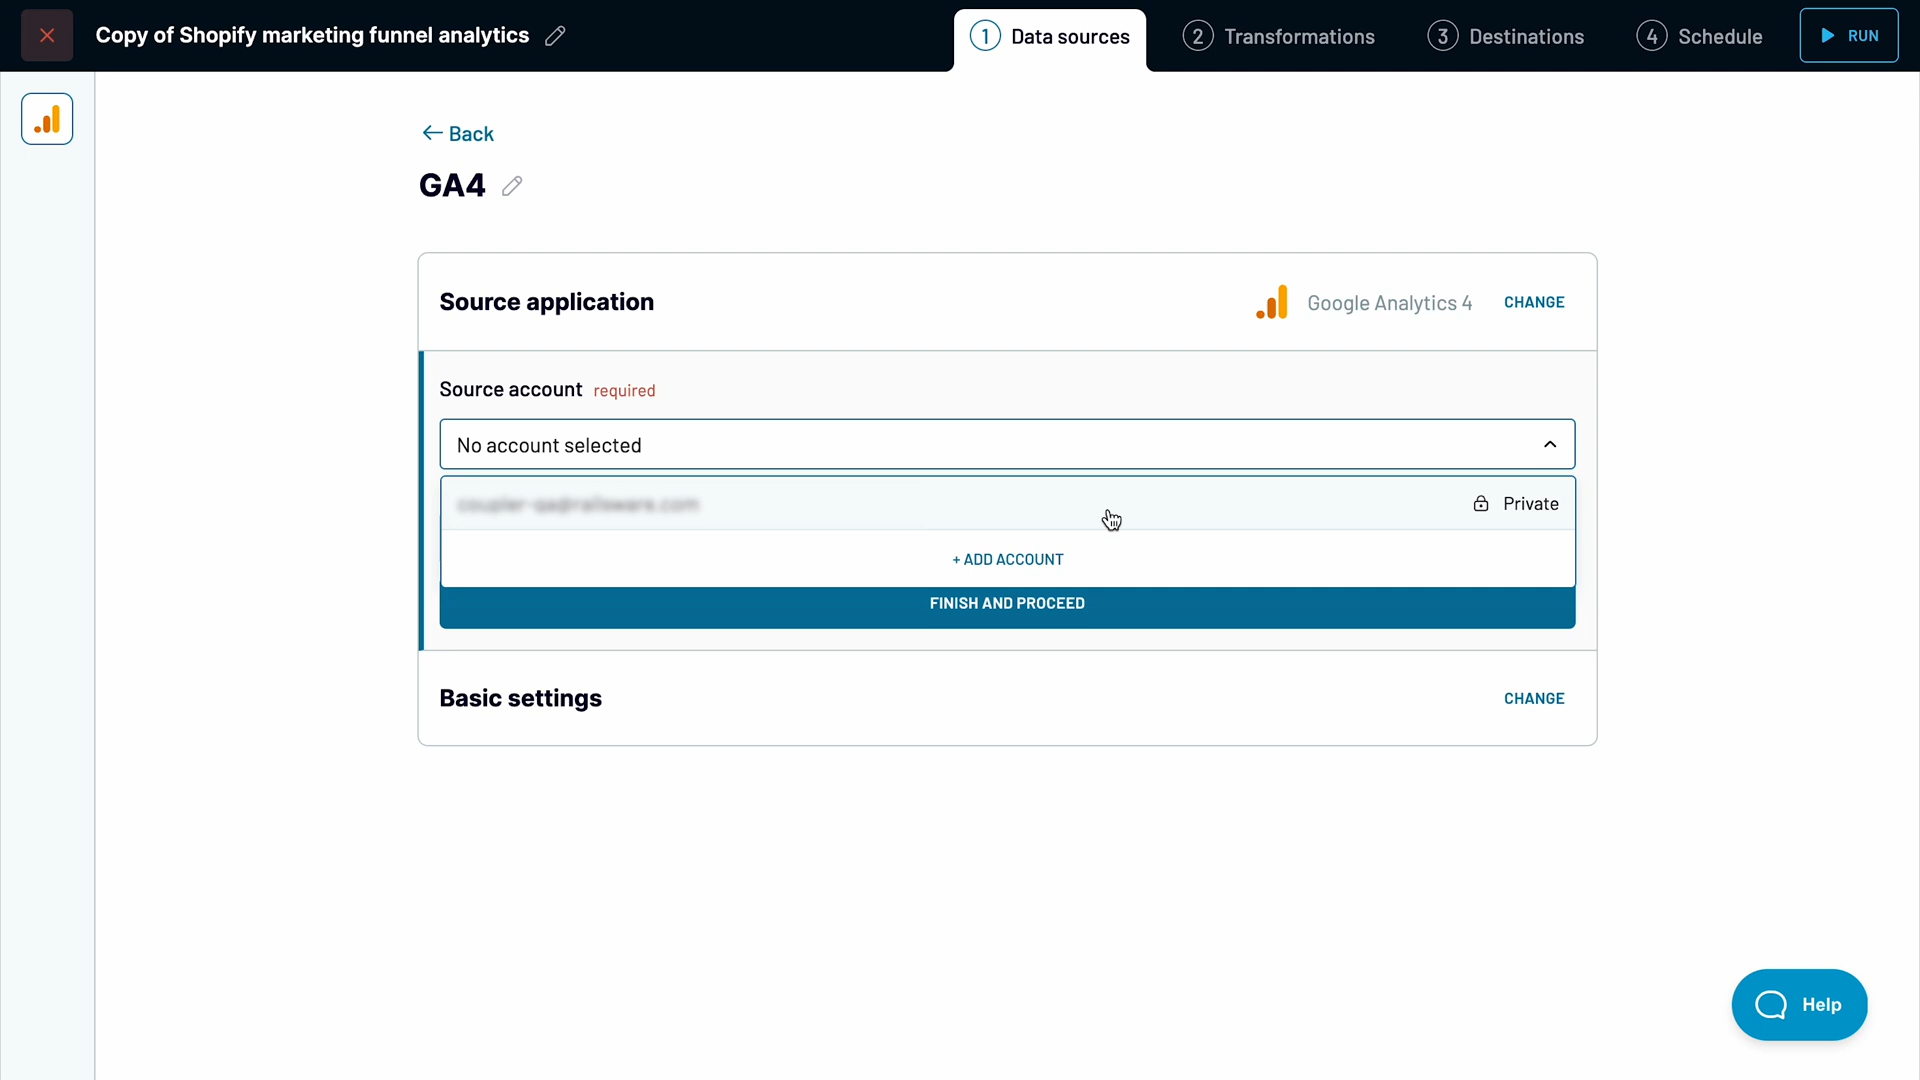 Copy of Shopify marketing funnel analytics
1 Data sources
2 Transformations
3 Destinations
4 Schedule
RUN
Back
GA4
Source application
Google Analytics 4
CHANGE
Source account required
No account selected
Private
+ ADD ACCOUNT
FINISH AND PROCEED
Basic settings
CHANGE
Help